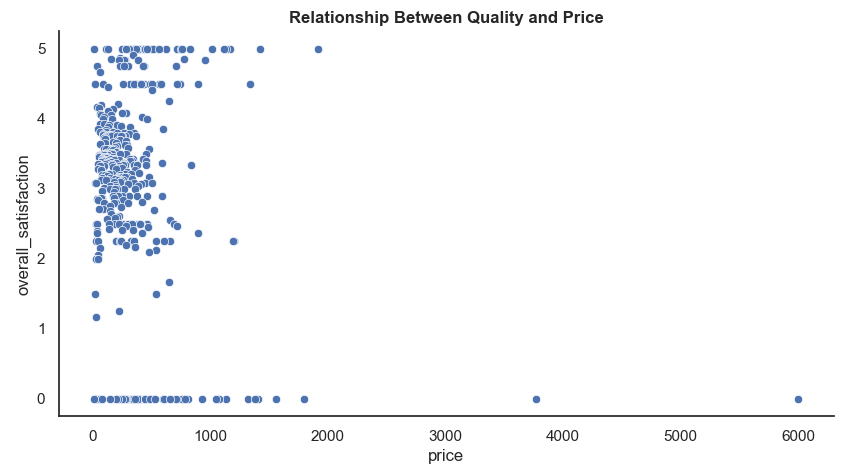 Relationship Between Quality and Price
overall_satisfaction
5
4
3
2
1
0
0 1000 2000 3000 4000 5000 6000
price